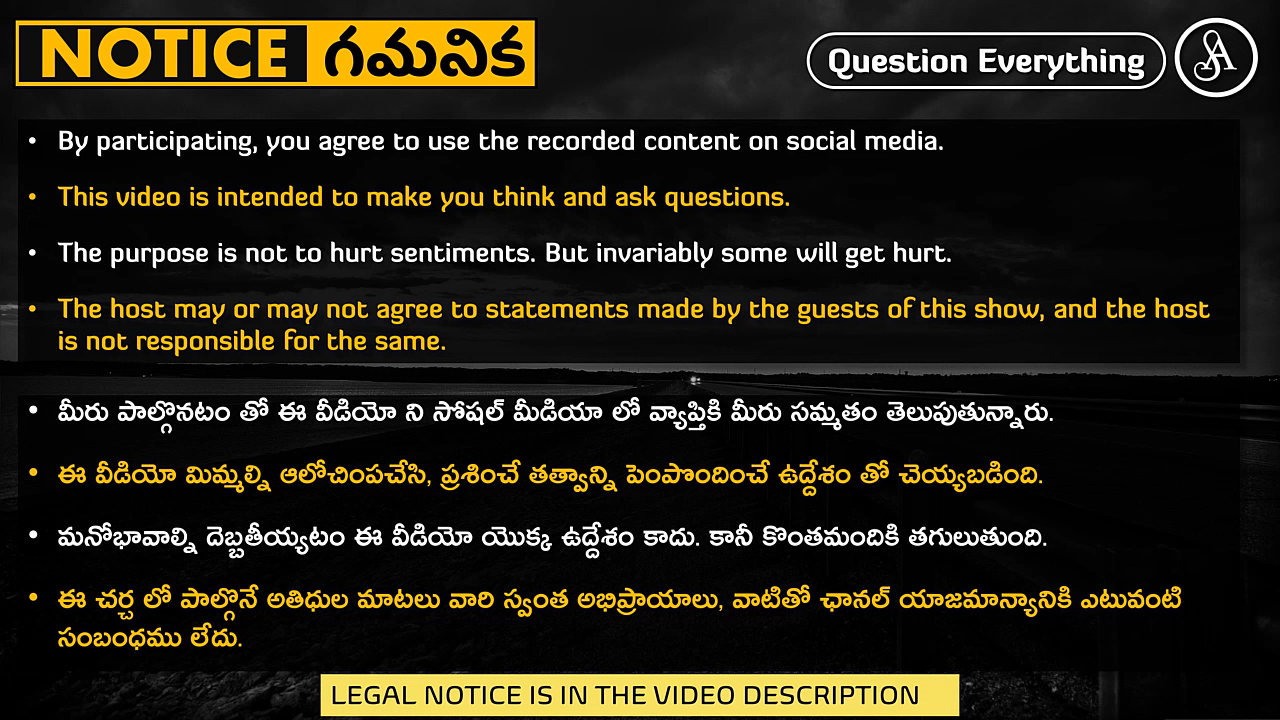 NOTICE గమనిక
Question Everything
• By participating, you agree to use the recorded content on social media.
• This video is intended to make you think and ask questions.
• The purpose is not to hurt sentiments. But invariably some will get hurt.
• The host may or may not agree to statements made by the guests of this show, and the host
is not responsible for the same.
• మీరు పాల్గొనటం తో ఈ వీడియో ని సోషల్ మీడియా లో వ్యాప్తికి మీరు సమ్మతం తెలుపుతున్నారు.
• ఈ వీడియో మిమ్మల్ని ఆలోచింపచేసి, ప్రశించే తత్వాన్ని పెంపొందించే ఉద్దేశం తో చెయ్యబడింది.
• మనోభావాల్ని దెబ్బతీయ్యటం ఈ వీడియో యొక్క ఉద్దేశం కాదు. కానీ కొంతమందికి తగులుతుంది.
• ఈ చర్చ లో పాల్గొనే అతిధుల మాటలు వారి స్వంత అభిప్రాయాలు, వాటితో ఛానల్ యాజమాన్యానికి ఎటువంటి
సంబంధము లేదు.
LEGAL NOTICE IS IN THE VIDEO DESCRIPTION